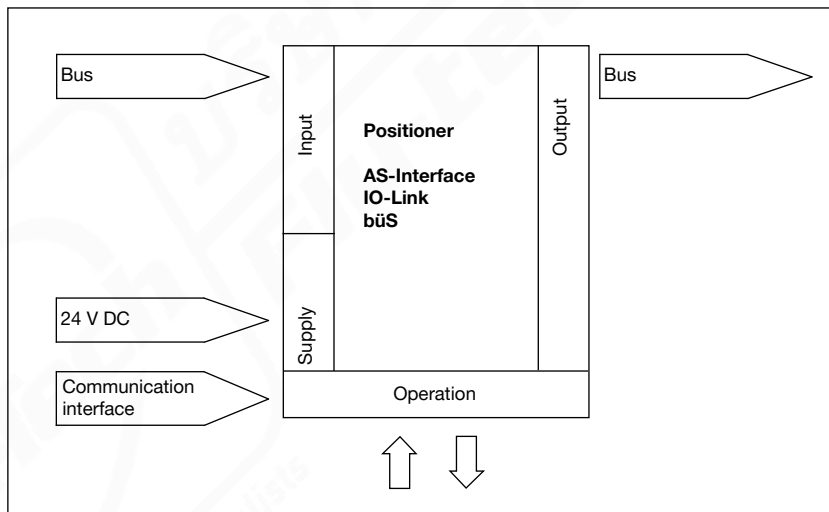 Bus
Input
Positioner
AS-Interface
IO-Link
büS
Output
Bus
24 V DC
Supply
Communication
interface
Operation